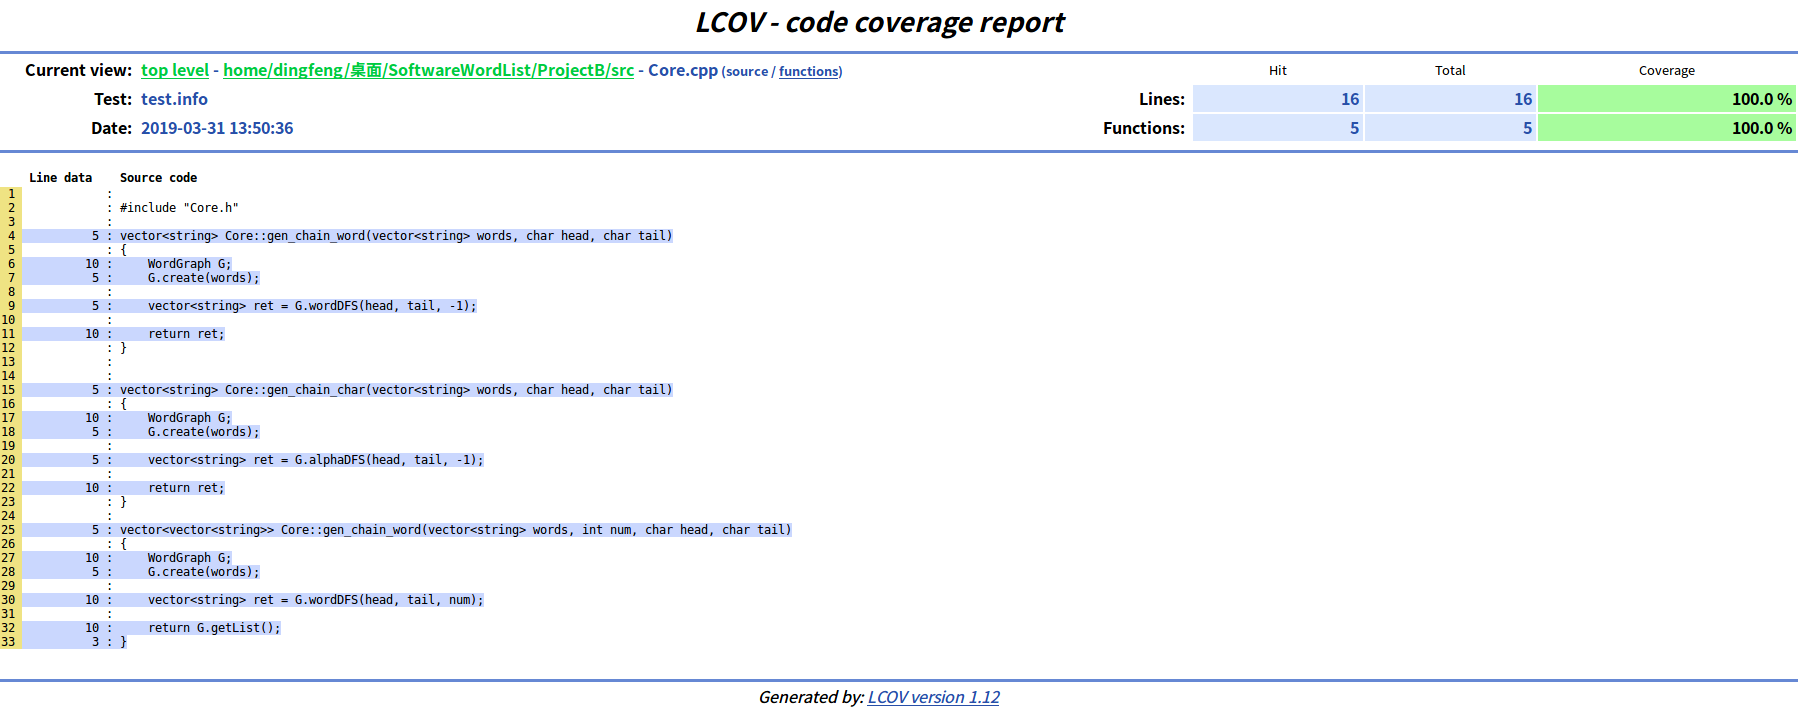 LCOV - code coverage report
Current view: top level - home/dingfeng/桌面/SoftwareWordList/ProjectB/src - Core.cpp (source / functions) Hit Total Coverage
Test: test.info Lines: 16 16 100.0 %
Date: 2019-03-31 13:50:36 Functions: 5 5 100.0 %
Line data Source code
1 :
2 : #include "Core.h"
3 :
4 5 : vector<string> Core::gen_chain_word(vector<string> words, char head, char tail)
5 : {
6 10 : WordGraph G;
7 5 : G.create(words);
8 :
9 5 : vector<string> ret = G.wordDFS(head, tail, -1);
10 :
11 10 : return ret;
12 : }
13 :
14 :
15 5 : vector<string> Core::gen_chain_char(vector<string> words, char head, char tail)
16 : {
17 10 : WordGraph G;
18 5 : G.create(words);
19 :
20 5 : vector<string> ret = G.alphaDFS(head, tail, -1);
21 :
22 10 : return ret;
23 : }
24 :
25 5 : vector<vector<string>> Core::gen_chain_word(vector<string> words, int num, char head, char tail)
26 : {
27 10 : WordGraph G;
28 5 : G.create(words);
29 :
30 10 : vector<string> ret = G.wordDFS(head, tail, num);
31 :
32 10 : return G.getList();
33 3 : }
Generated by: LCOV version 1.12